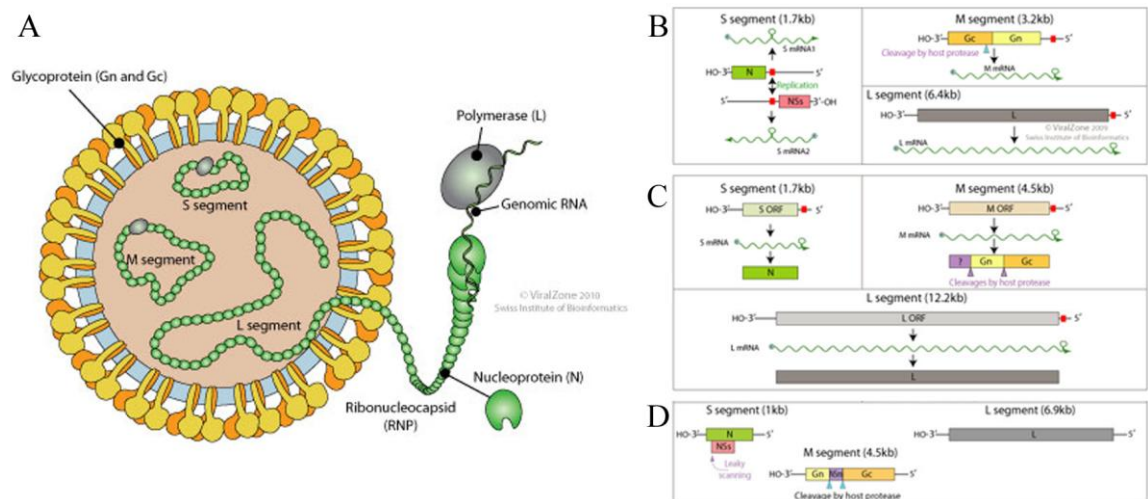 A
Glycoprotein (Gn and Gc)
Polymerase (L)
S segment
Genomic RNA
M segment
© ViralZone 2010
Swiss Institute of Bioinformatics
L segment
Nucleoprotein (N)
Ribonucleocapsid
(RNP)
B
S segment (1.7kb)
S mRNA1
HO-3' N 5'
Replication
5' NSs 3'-OH
S mRNA2
M segment (3.2kb)
HO-3' Gc Gn 5'
Cleavage by host protease
M mRNA
L segment (6.4kb)
HO-3' L 5'
© ViralZone 2009
Swiss Institute of Bioinformatics
L mRNA
C
S segment (1.7kb)
HO-3' S ORF 5'
S mRNA
N
M segment (4.5kb)
HO-3' M ORF 5'
M mRNA
? Gn Gc
Cleavages by host protease
L segment (12.2kb)
HO-3' L ORF 5'
L mRNA
L
D
S segment (1kb)
HO-3' N 5'
NSs
Leaky
scanning
M segment (4.5kb)
HO-3' Gn NSm Gc 5'
Cleavage by host protease
L segment (6.9kb)
HO-3' L 5'